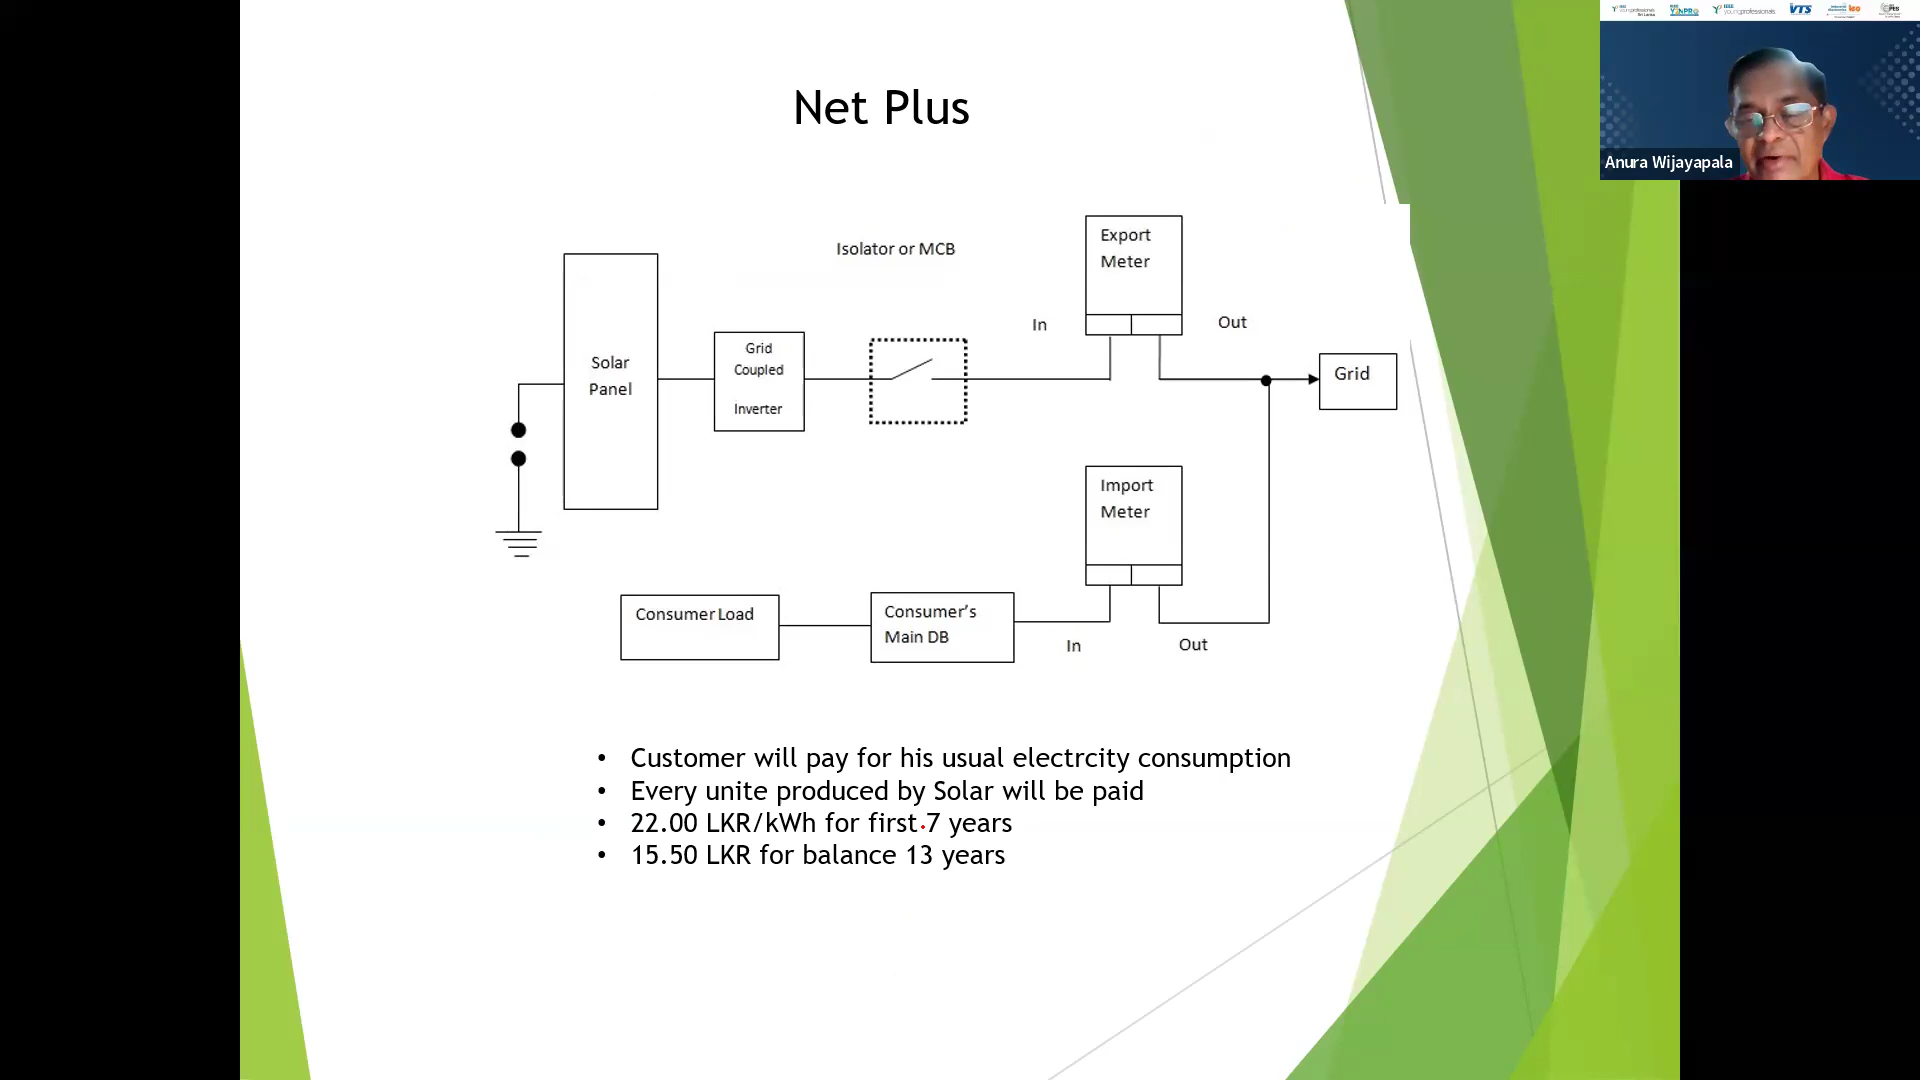 Net Plus
Anura Wijayapala
VTS
Isolator or MCB
Export
Meter
In
Out
Solar
Panel
Grid
Coupled
Inverter
Grid
Import
Meter
Consumer Load
Consumer's
Main DB
In
Out
• Customer will pay for his usual electrcity consumption
• Every unite produced by Solar will be paid
• 22.00 LKR/kWh for first 7 years
• 15.50 LKR for balance 13 years